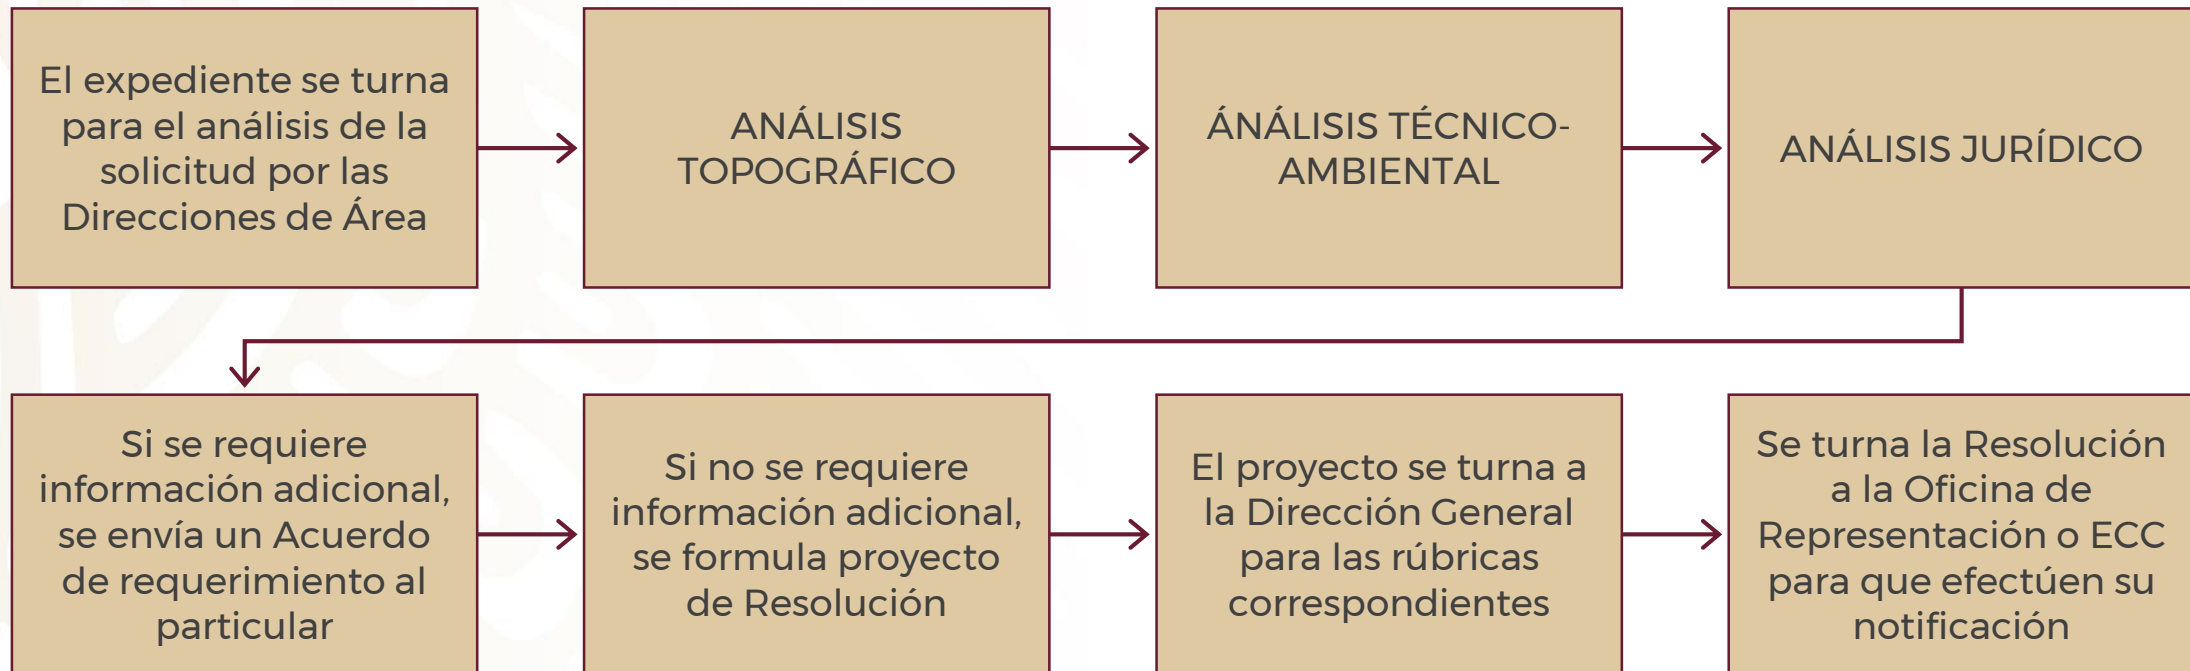 El expediente se turna
para el análisis de la
solicitud por las
Direcciones de Área
ANÁLISIS
TOPOGRÁFICO
ÁNÁLISIS TÉCNICO-
AMBIENTAL
ANÁLISIS JURÍDICO
Si se requiere
información adicional,
se envía un Acuerdo
de requerimiento al
particular
Si no se requiere
información adicional,
se formula proyecto
de Resolución
El proyecto se turna a
la Dirección General
para las rúbricas
correspondientes
Se turna la Resolución
a la Oficina de
Representación o ECC
para que efectúen su
notificación